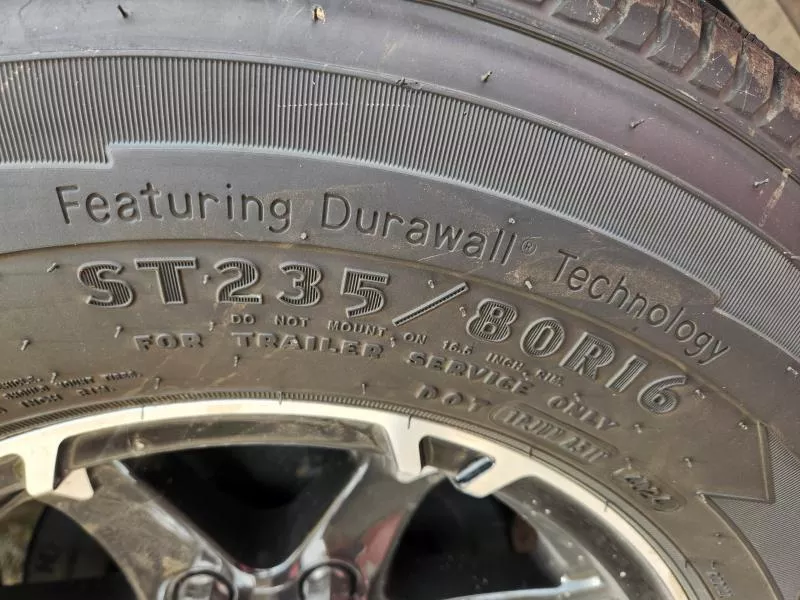 Featuring Durawall® Technology
ST235/80R16
DO NOT MOUNT ON 16.5 INCH. RIM.
FOR TRAILER SERVICE ONLY
DOT